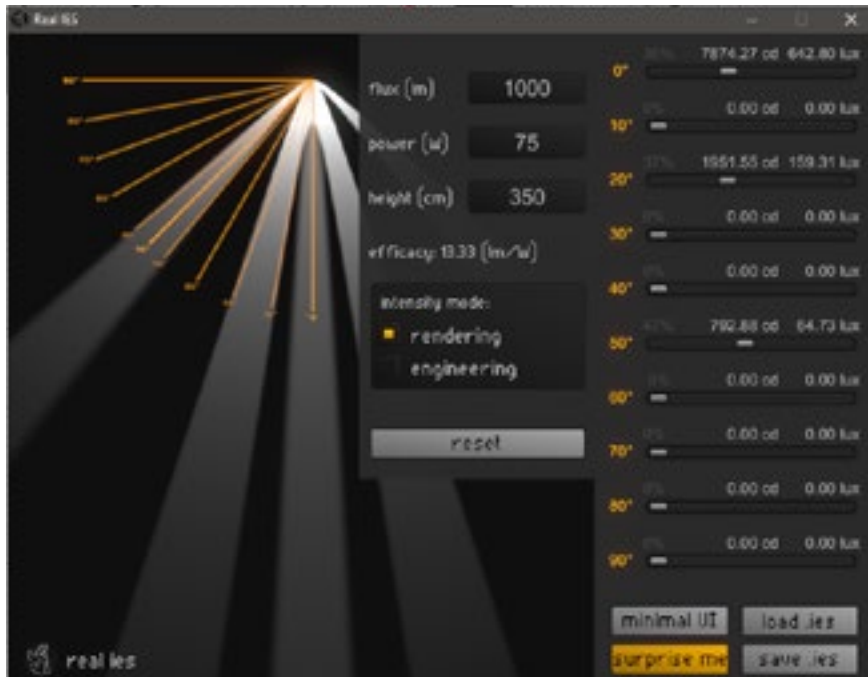 Real IES
flux (lm) 1000
power (W) 75
height (cm) 350
efficacy: 13.33 (lm/W)
intensity mode:
rendering
engineering
reset
7874.27 cd 642.80 lux
0°
0.00 cd 0.00 lux
10°
1951.55 cd 159.31 lux
20°
0.00 cd 0.00 lux
30°
0.00 cd 0.00 lux
40°
792.88 cd 64.73 lux
50°
0.00 cd 0.00 lux
60°
0.00 cd 0.00 lux
70°
0.00 cd 0.00 lux
80°
0.00 cd 0.00 lux
90°
minimal UI load .ies
surprise me save .ies
real ies